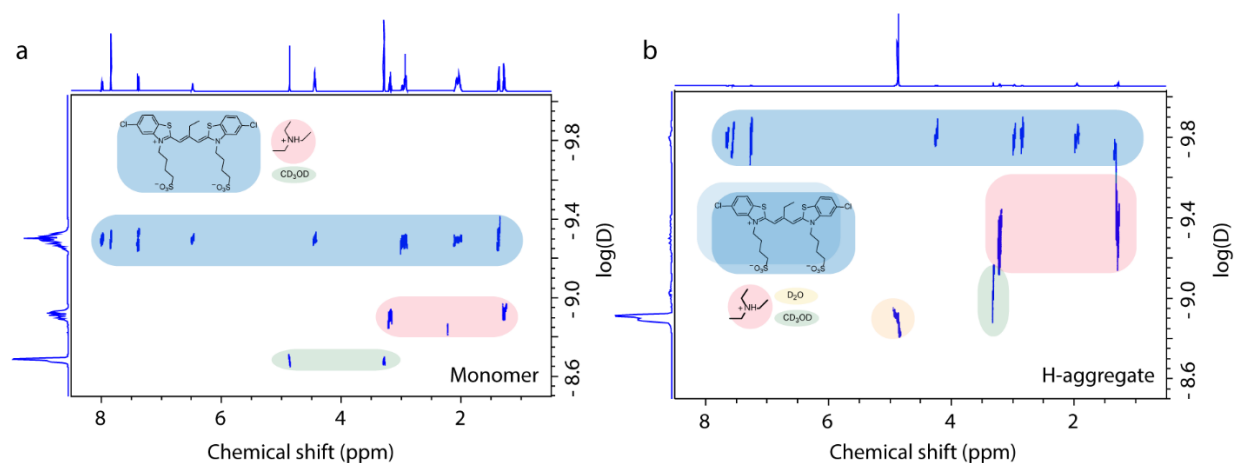 a
Cl
S
S
Cl
N
+
N
⁻O₃S
SO₃⁻
+NH
CD₃OD
Monomer
- 9.8
- 9.4
- 9.0
- 8.6
log(D)
8 6 4 2
Chemical shift (ppm)
b
Cl
S
S
Cl
N
+
N
⁻O₃S
SO₃⁻
+NH
D₂O
CD₃OD
H-aggregate
- 9.8
- 9.4
- 9.0
- 8.6
log(D)
8 6 4 2
Chemical shift (ppm)